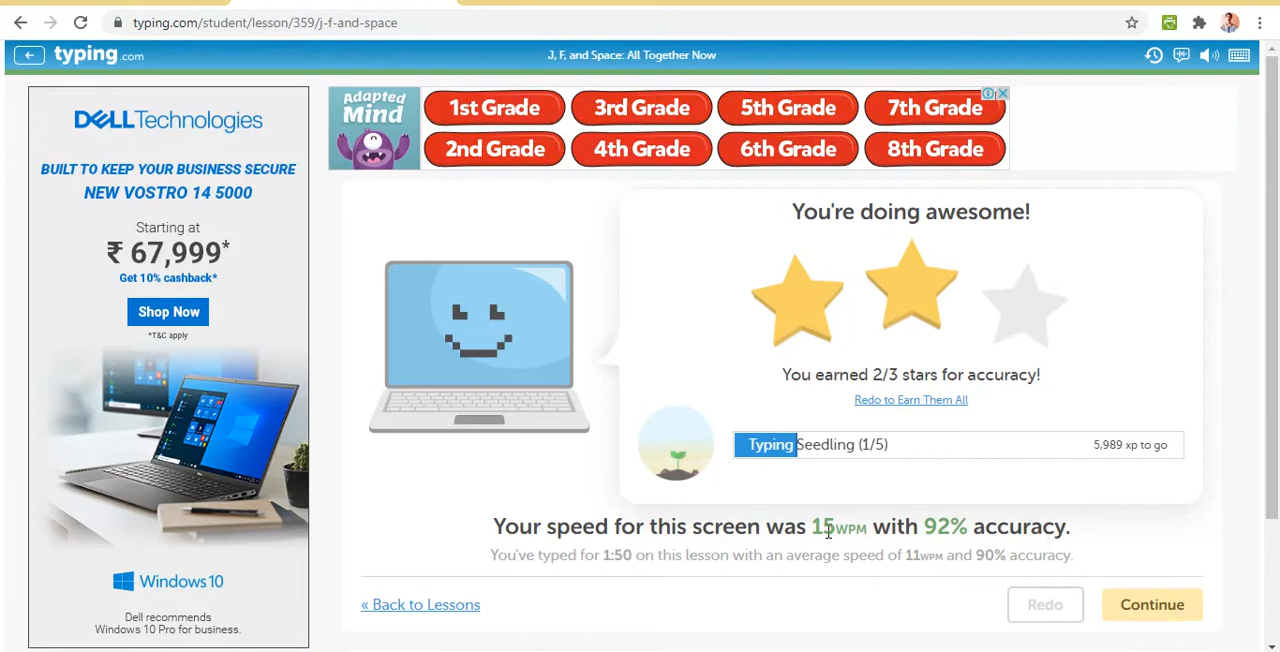 typing.com/student/lesson/359/j-f-and-space
typing.com
J, F, and Space: All Together Now
DELLTechnologies
BUILT TO KEEP YOUR BUSINESS SECURE
NEW VOSTRO 14 5000
Starting at
₹ 67,999*
Get 10% cashback*
Shop Now
*T&C apply
Windows 10
Dell recommends
Windows 10 Pro for business.
Adapted
Mind
1st Grade 3rd Grade 5th Grade 7th Grade
2nd Grade 4th Grade 6th Grade 8th Grade
You're doing awesome!
You earned 2/3 stars for accuracy!
Redo to Earn Them All
Typing Seedling (1/5) 5,989 xp to go
Your speed for this screen was 15WPM with 92% accuracy.
You've typed for 1:50 on this lesson with an average speed of 11WPM and 90% accuracy.
« Back to Lessons
Redo
Continue